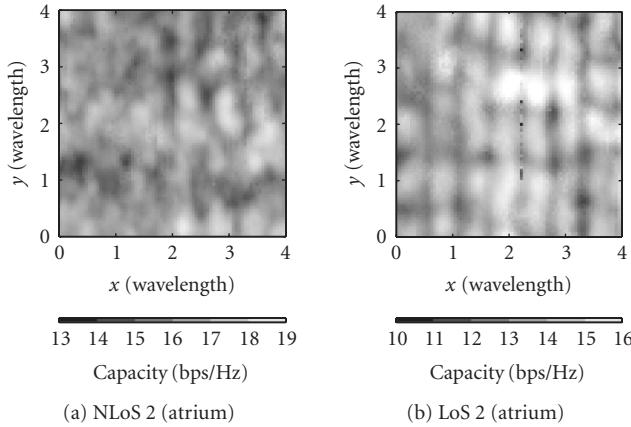 4
3
2
1
0
y (wavelength)
0 1 2 3 4
x (wavelength)
13 14 15 16 17 18 19
Capacity (bps/Hz)
(a) NLoS 2 (atrium)
4
3
2
1
0
y (wavelength)
0 1 2 3 4
x (wavelength)
10 11 12 13 14 15 16
Capacity (bps/Hz)
(b) LoS 2 (atrium)